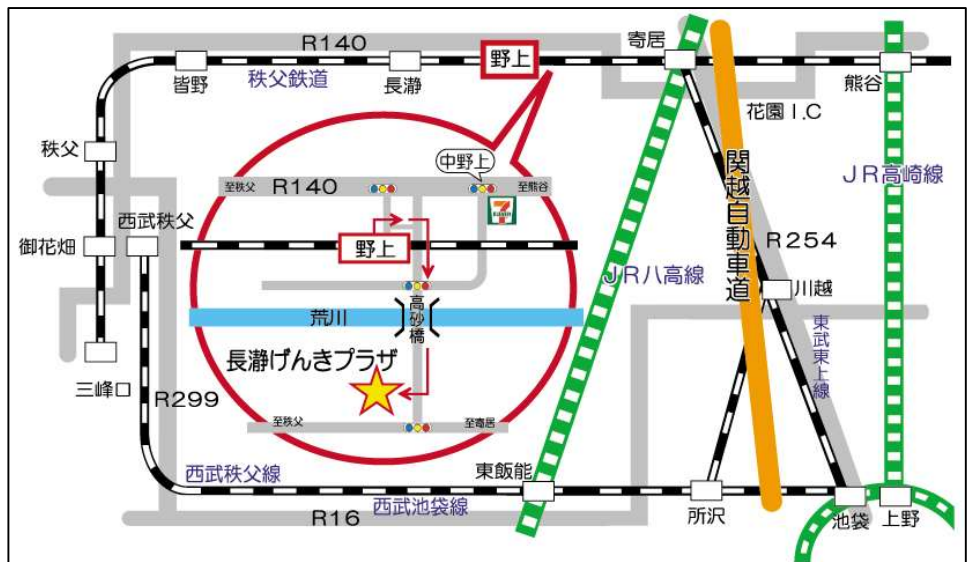 R140
寄居
野上
皆野
秩父鉄道
長瀞
熊谷
花園I.C
秩父
中野上
至秩父
R140
至熊谷
7
ELEVEN
関越自動車道
JR高崎線
西武秩父
御花畑
野上
R254
JR八高線
川越
荒川
高砂橋
東武東上線
長瀞げんきプラザ
三峰口
R299
至秩父
至寄居
西武秩父線
東飯能
西武池袋線
R16
所沢
池袋
上野